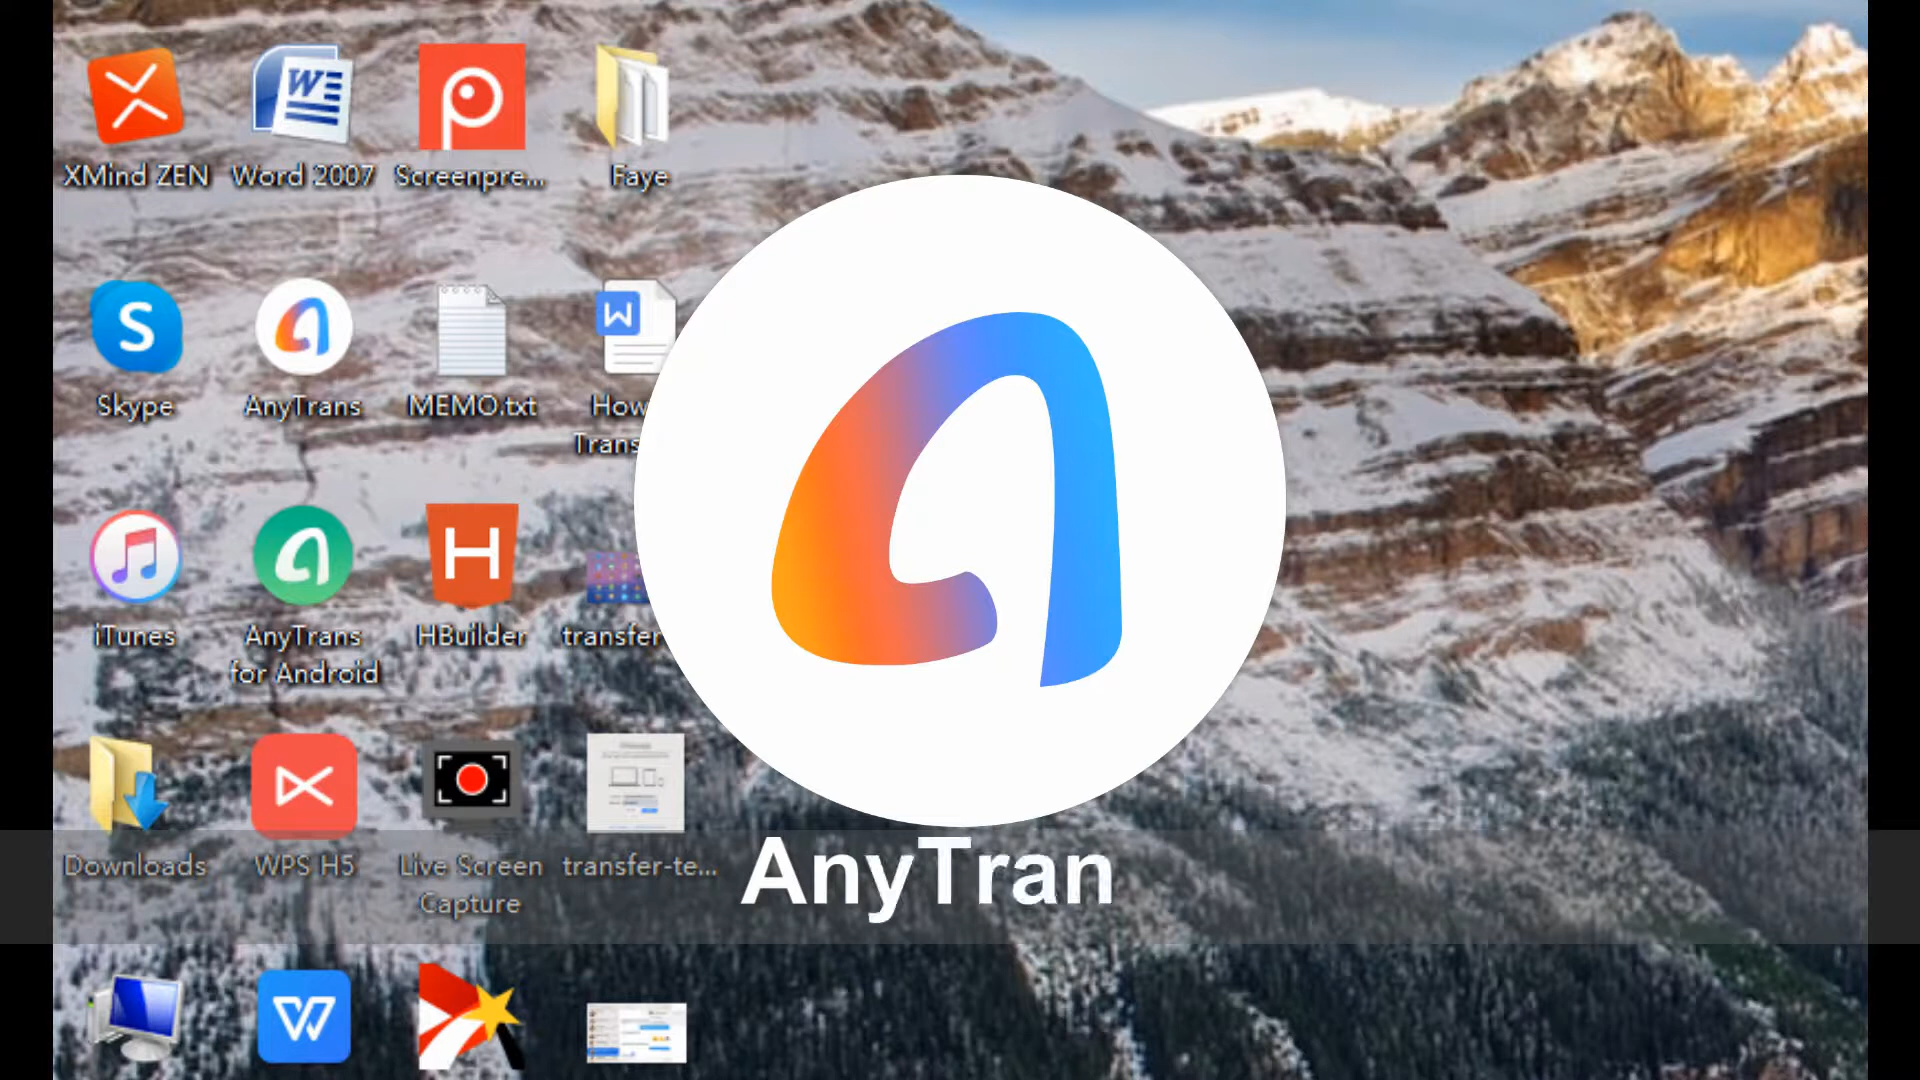 XMind ZEN
Word 2007
Screenpre...
Faye
Skype
AnyTrans
MEMO.txt
How
Trans
iTunes
AnyTrans
for Android
HBuilder
transfer
Downloads
WPS H5
Live Screen
Capture
transfer-te...
AnyTran